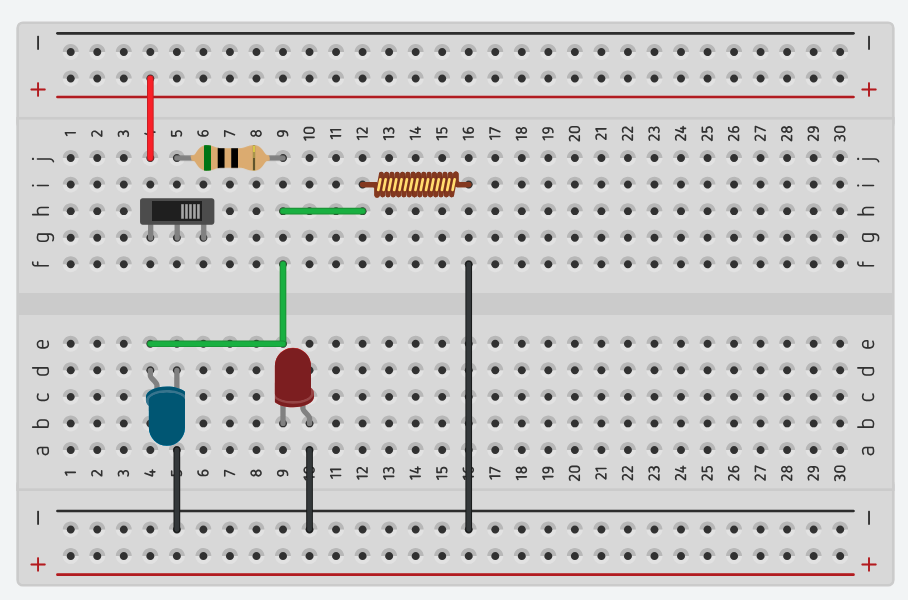 − −
+ +
1 2 3 4 5 6 7 8 9 10 11 12 13 14 15 16 17 18 19 20 21 22 23 24 25 26 27 28 29 30
j j
i i
h h
g g
f f
e e
d d
c c
b b
a a
1 2 3 4 5 6 7 8 9 10 11 12 13 14 15 16 17 18 19 20 21 22 23 24 25 26 27 28 29 30
− −
+ +